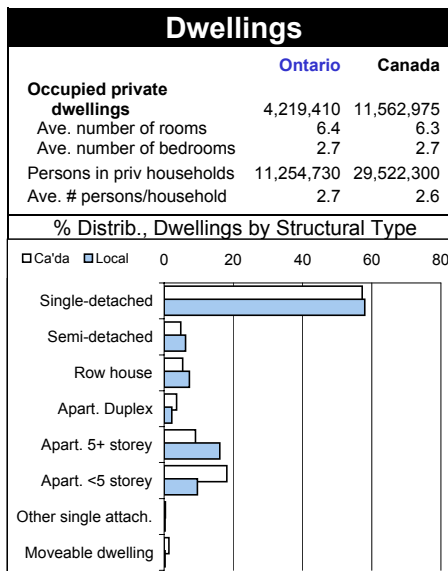 Dwellings
Ontario Canada
Occupied private
dwellings 4,219,410 11,562,975
Ave. number of rooms 6.4 6.3
Ave. number of bedrooms 2.7 2.7
Persons in priv households 11,254,730 29,522,300
Ave. # persons/household 2.7 2.6
% Distrib., Dwellings by Structural Type
Ca'da Local 0 20 40 60 80
Single-detached
Semi-detached
Row house
Apart. Duplex
Apart. 5+ storey
Apart. <5 storey
Other single attach.
Moveable dwelling